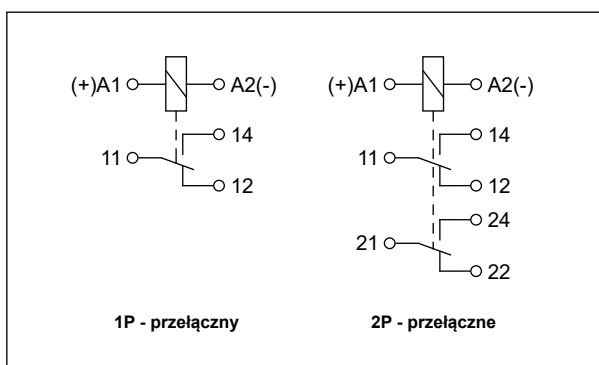 (+)A1 A2(-)
14
11
12
1P - przełączny
(+)A1 A2(-)
14
11
12
24
21
22
2P - przełączne